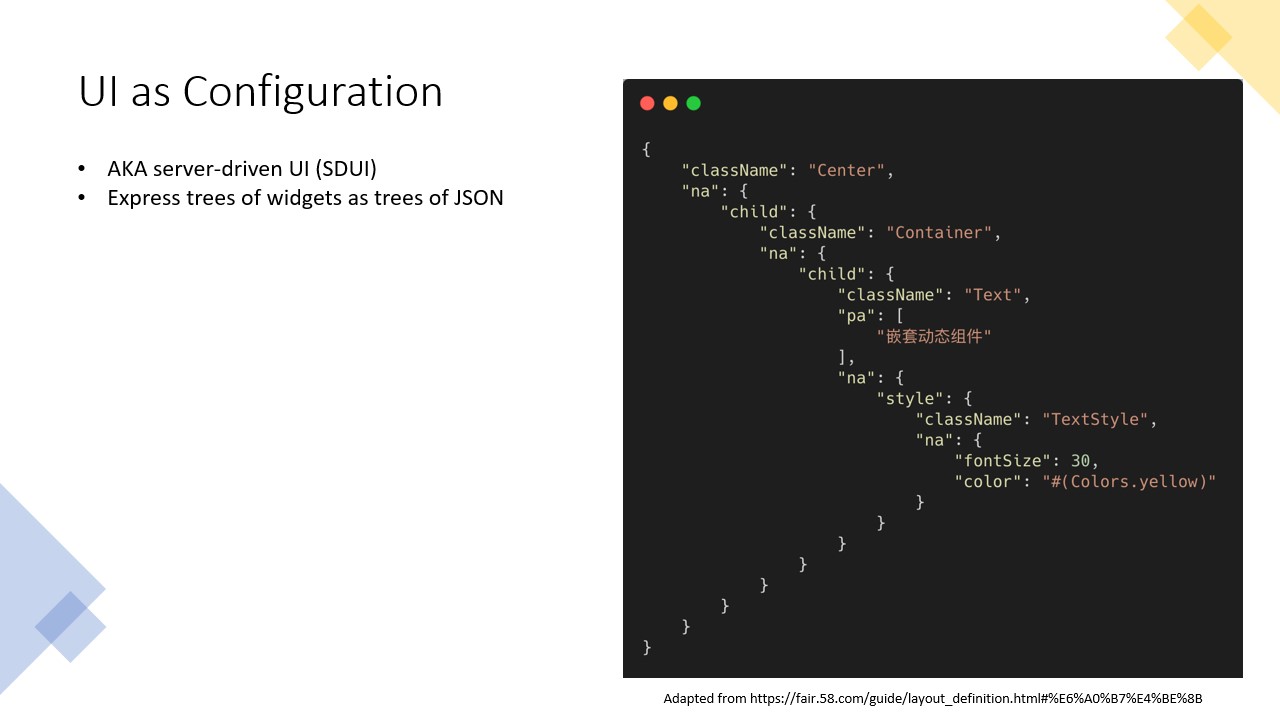 UI as Configuration
• AKA server-driven UI (SDUI)
• Express trees of widgets as trees of JSON
{
    "className": "Center",
    "na": {
        "child": {
            "className": "Container",
            "na": {
                "child": {
                    "className": "Text",
                    "pa": [
                        "嵌套动态组件"
                    ],
                    "na": {
                        "style": {
                            "className": "TextStyle",
                            "na": {
                                "fontSize": 30,
                                "color": "#(Colors.yellow)"
                            }
                        }
                    }
                }
            }
        }
    }
}
Adapted from https://fair.58.com/guide/layout_definition.html#%E6%A0%B7%E4%BE%8B